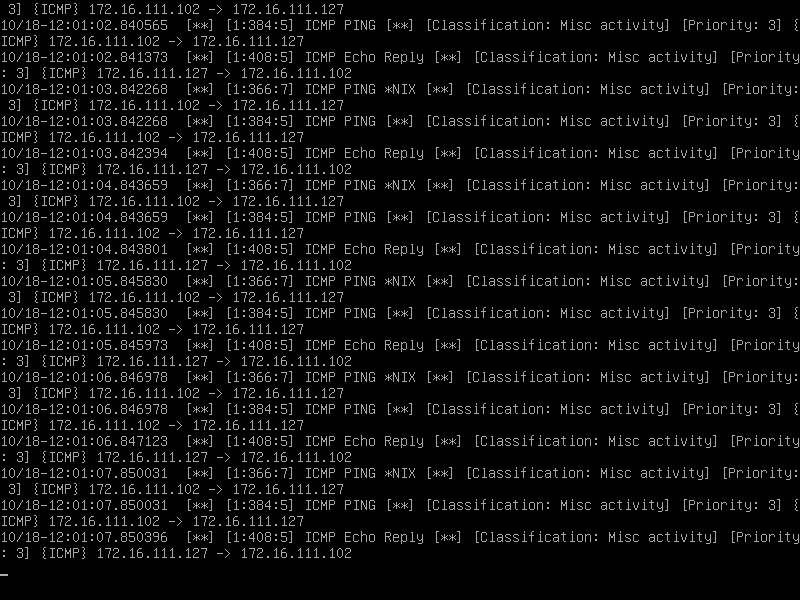 3] {ICMP} 172.16.111.102 -> 172.16.111.127
10/18-12:01:02.840565  [**] [1:384:5] ICMP PING [**] [Classification: Misc activity] [Priority: 3] {
ICMP} 172.16.111.102 -> 172.16.111.127
10/18-12:01:02.841373  [**] [1:408:5] ICMP Echo Reply [**] [Classification: Misc activity] [Priority
: 3] {ICMP} 172.16.111.127 -> 172.16.111.102
10/18-12:01:03.842268  [**] [1:366:7] ICMP PING *NIX [**] [Classification: Misc activity] [Priority:
 3] {ICMP} 172.16.111.102 -> 172.16.111.127
10/18-12:01:03.842268  [**] [1:384:5] ICMP PING [**] [Classification: Misc activity] [Priority: 3] {
ICMP} 172.16.111.102 -> 172.16.111.127
10/18-12:01:03.842394  [**] [1:408:5] ICMP Echo Reply [**] [Classification: Misc activity] [Priority
: 3] {ICMP} 172.16.111.127 -> 172.16.111.102
10/18-12:01:04.843659  [**] [1:366:7] ICMP PING *NIX [**] [Classification: Misc activity] [Priority:
 3] {ICMP} 172.16.111.102 -> 172.16.111.127
10/18-12:01:04.843659  [**] [1:384:5] ICMP PING [**] [Classification: Misc activity] [Priority: 3] {
ICMP} 172.16.111.102 -> 172.16.111.127
10/18-12:01:04.843801  [**] [1:408:5] ICMP Echo Reply [**] [Classification: Misc activity] [Priority
: 3] {ICMP} 172.16.111.127 -> 172.16.111.102
10/18-12:01:05.845830  [**] [1:366:7] ICMP PING *NIX [**] [Classification: Misc activity] [Priority:
 3] {ICMP} 172.16.111.102 -> 172.16.111.127
10/18-12:01:05.845830  [**] [1:384:5] ICMP PING [**] [Classification: Misc activity] [Priority: 3] {
ICMP} 172.16.111.102 -> 172.16.111.127
10/18-12:01:05.845973  [**] [1:408:5] ICMP Echo Reply [**] [Classification: Misc activity] [Priority
: 3] {ICMP} 172.16.111.127 -> 172.16.111.102
10/18-12:01:06.846978  [**] [1:366:7] ICMP PING *NIX [**] [Classification: Misc activity] [Priority:
 3] {ICMP} 172.16.111.102 -> 172.16.111.127
10/18-12:01:06.846978  [**] [1:384:5] ICMP PING [**] [Classification: Misc activity] [Priority: 3] {
ICMP} 172.16.111.102 -> 172.16.111.127
10/18-12:01:06.847123  [**] [1:408:5] ICMP Echo Reply [**] [Classification: Misc activity] [Priority
: 3] {ICMP} 172.16.111.127 -> 172.16.111.102
10/18-12:01:07.850031  [**] [1:366:7] ICMP PING *NIX [**] [Classification: Misc activity] [Priority:
 3] {ICMP} 172.16.111.102 -> 172.16.111.127
10/18-12:01:07.850031  [**] [1:384:5] ICMP PING [**] [Classification: Misc activity] [Priority: 3] {
ICMP} 172.16.111.102 -> 172.16.111.127
10/18-12:01:07.850396  [**] [1:408:5] ICMP Echo Reply [**] [Classification: Misc activity] [Priority
: 3] {ICMP} 172.16.111.127 -> 172.16.111.102